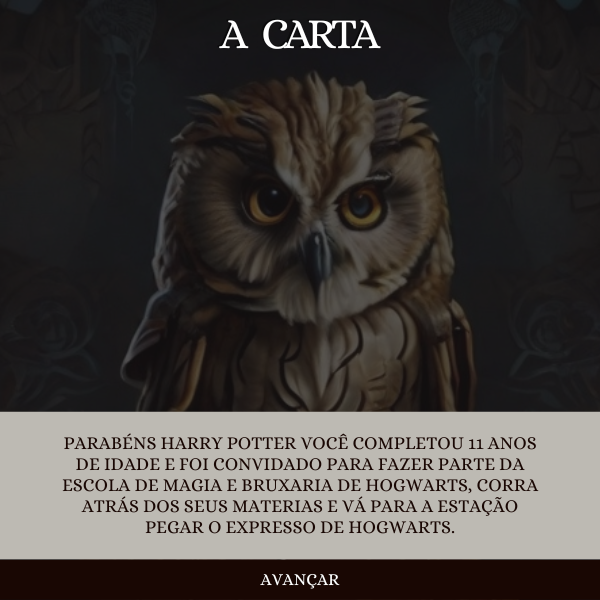 A CARTA
PARABÉNS HARRY POTTER VOCÊ COMPLETOU 11 ANOS
DE IDADE E FOI CONVIDADO PARA FAZER PARTE DA
ESCOLA DE MAGIA E BRUXARIA DE HOGWARTS, CORRA
ATRÁS DOS SEUS MATERIAS E VÁ PARA A ESTAÇÃO
PEGAR O EXPRESSO DE HOGWARTS.
AVANÇAR